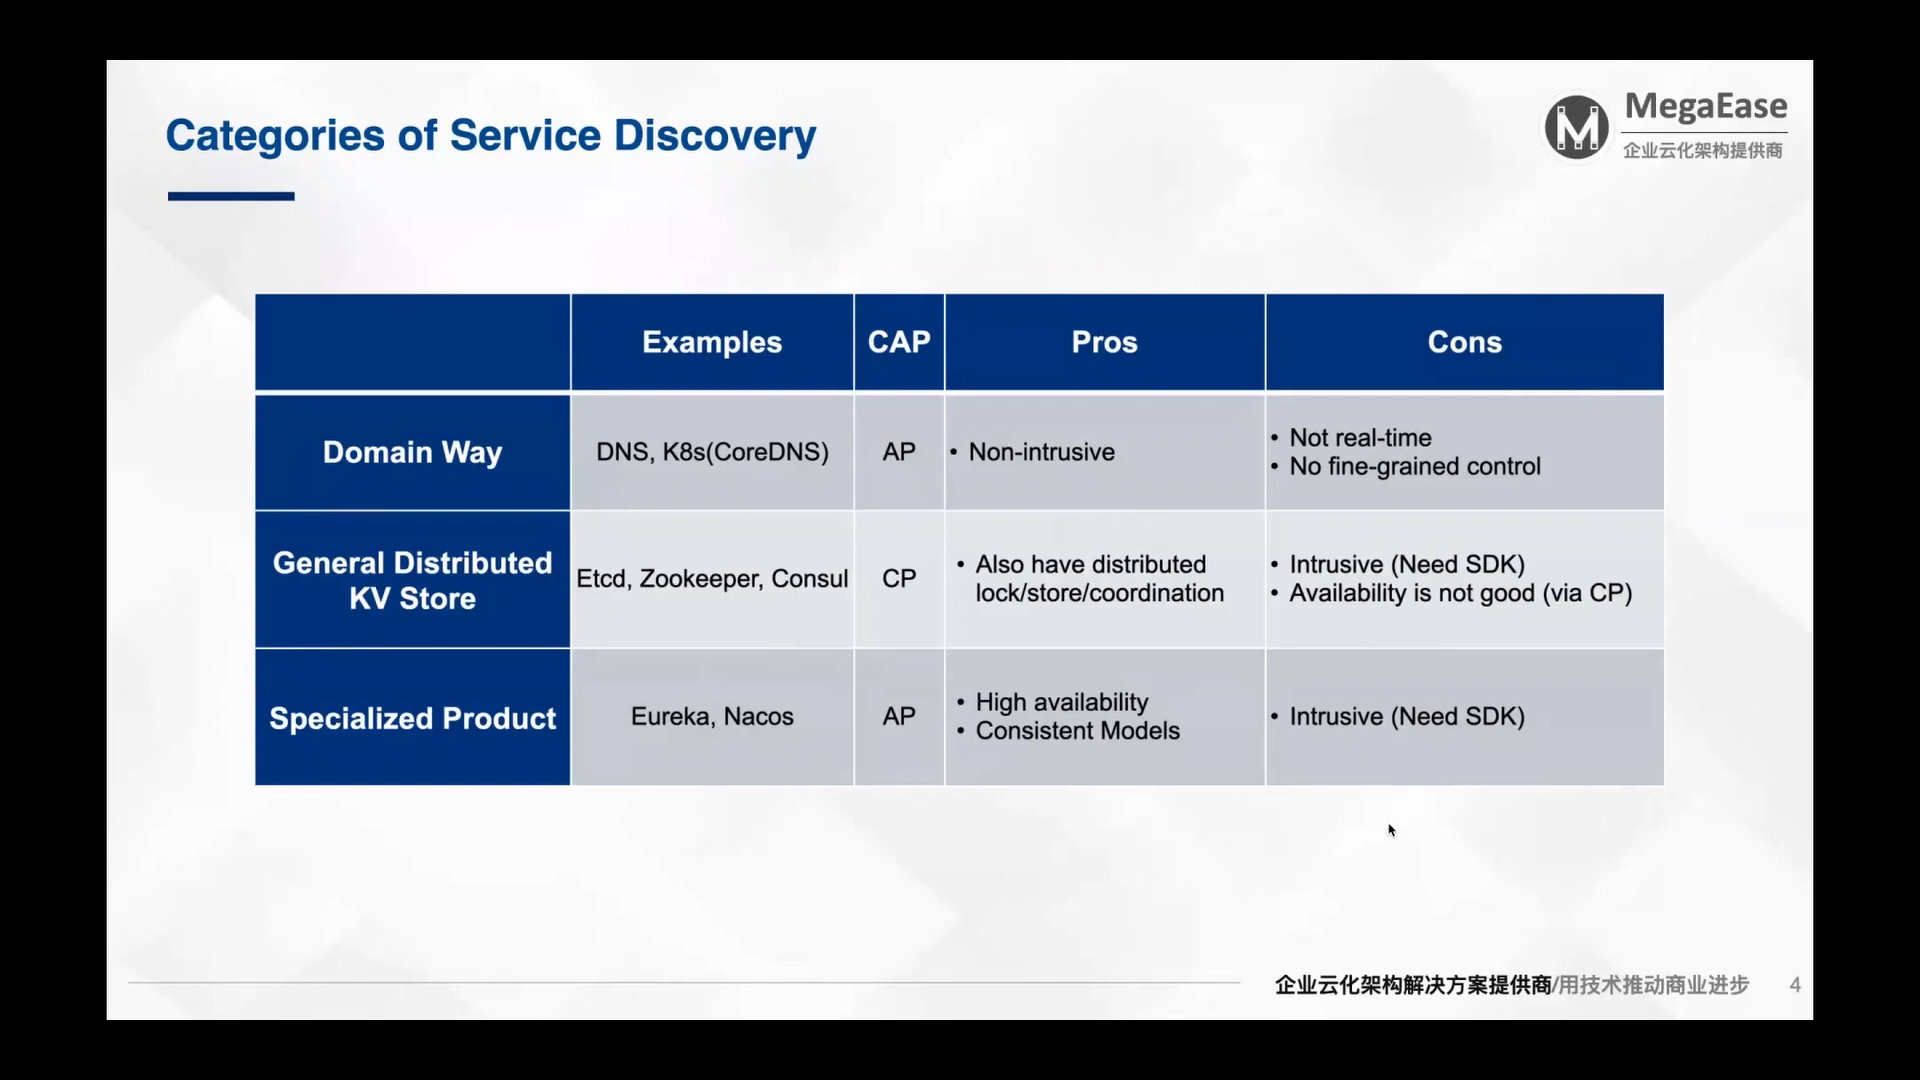 Categories of Service Discovery
MegaEase
企业云化架构提供商
Examples
CAP
Pros
Cons
Domain Way
DNS, K8s(CoreDNS)
AP
• Non-intrusive
• Not real-time
• No fine-grained control
General Distributed
KV Store
Etcd, Zookeeper, Consul
CP
• Also have distributed
lock/store/coordination
• Intrusive (Need SDK)
• Availability is not good (via CP)
Specialized Product
Eureka, Nacos
AP
• High availability
• Consistent Models
• Intrusive (Need SDK)
企业云化架构解决方案提供商/用技术推动商业进步
4